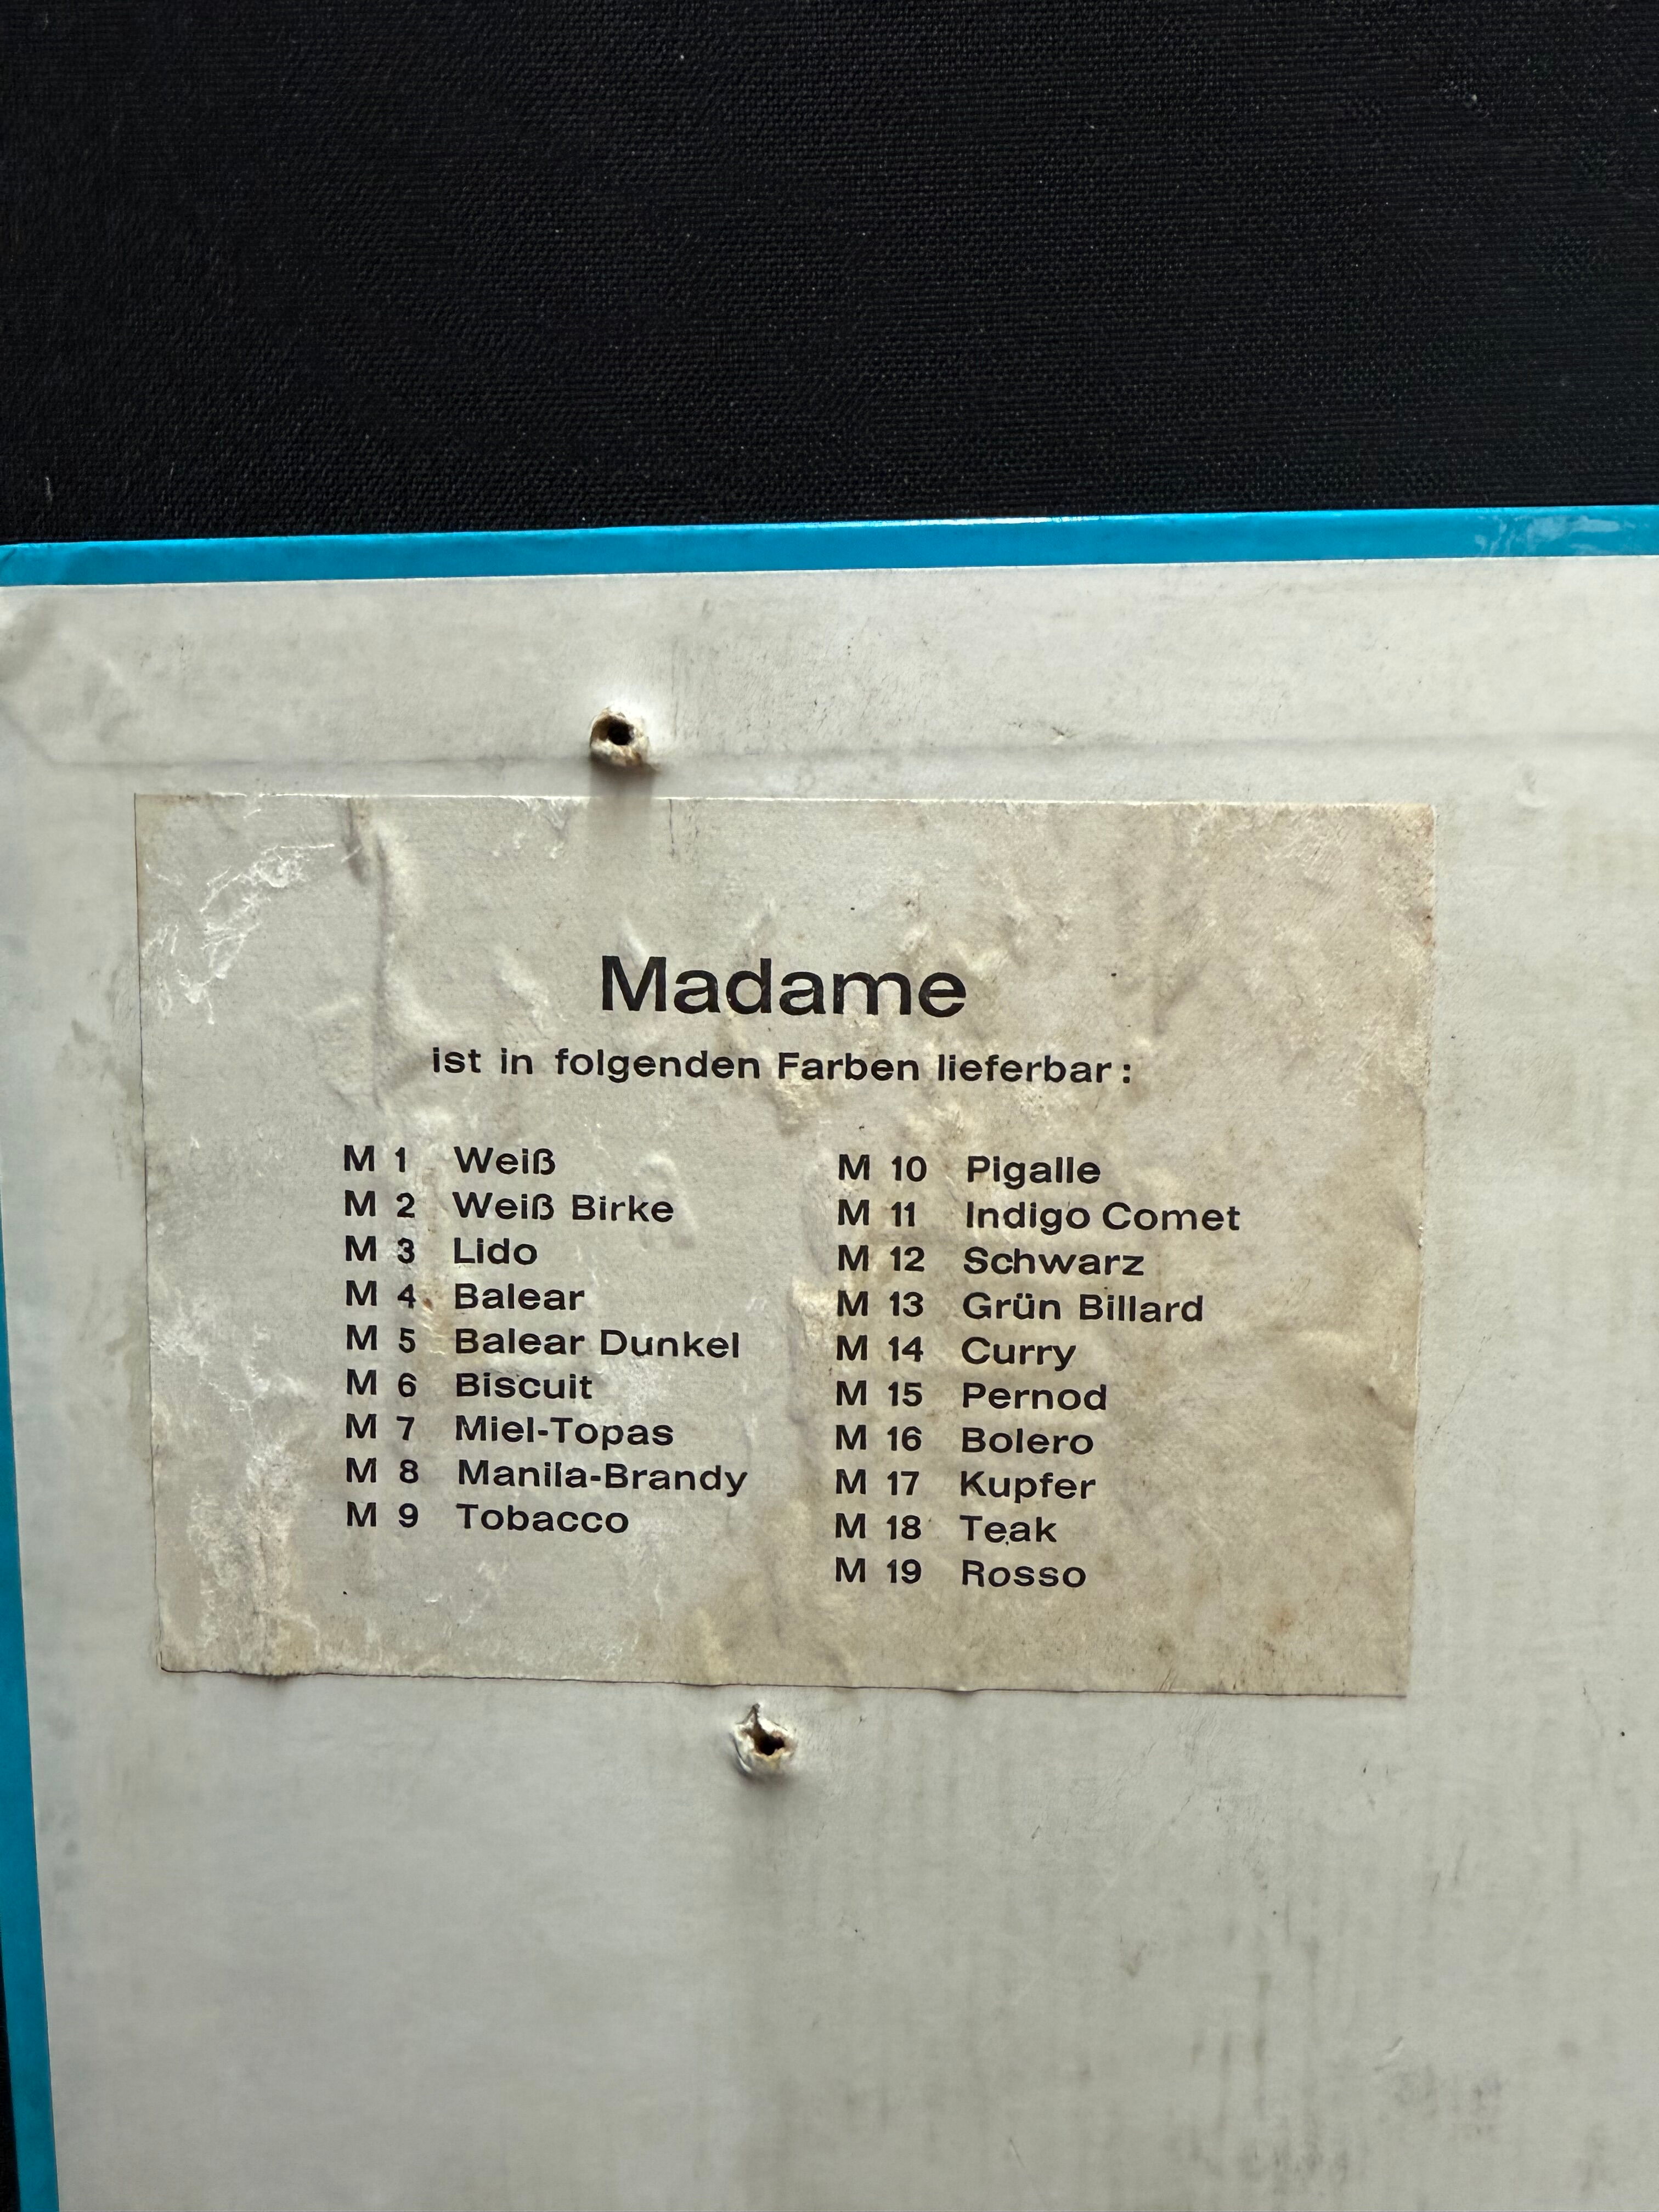 Madame
ist in folgenden Farben lieferbar:
M 1 Weiß
M 2 Weiß Birke
M 3 Lido
M 4 Balear
M 5 Balear Dunkel
M 6 Biscuit
M 7 Miel-Topas
M 8 Manila-Brandy
M 9 Tobacco
M 10 Pigalle
M 11 Indigo Comet
M 12 Schwarz
M 13 Grün Billard
M 14 Curry
M 15 Pernod
M 16 Bolero
M 17 Kupfer
M 18 Teak
M 19 Rosso